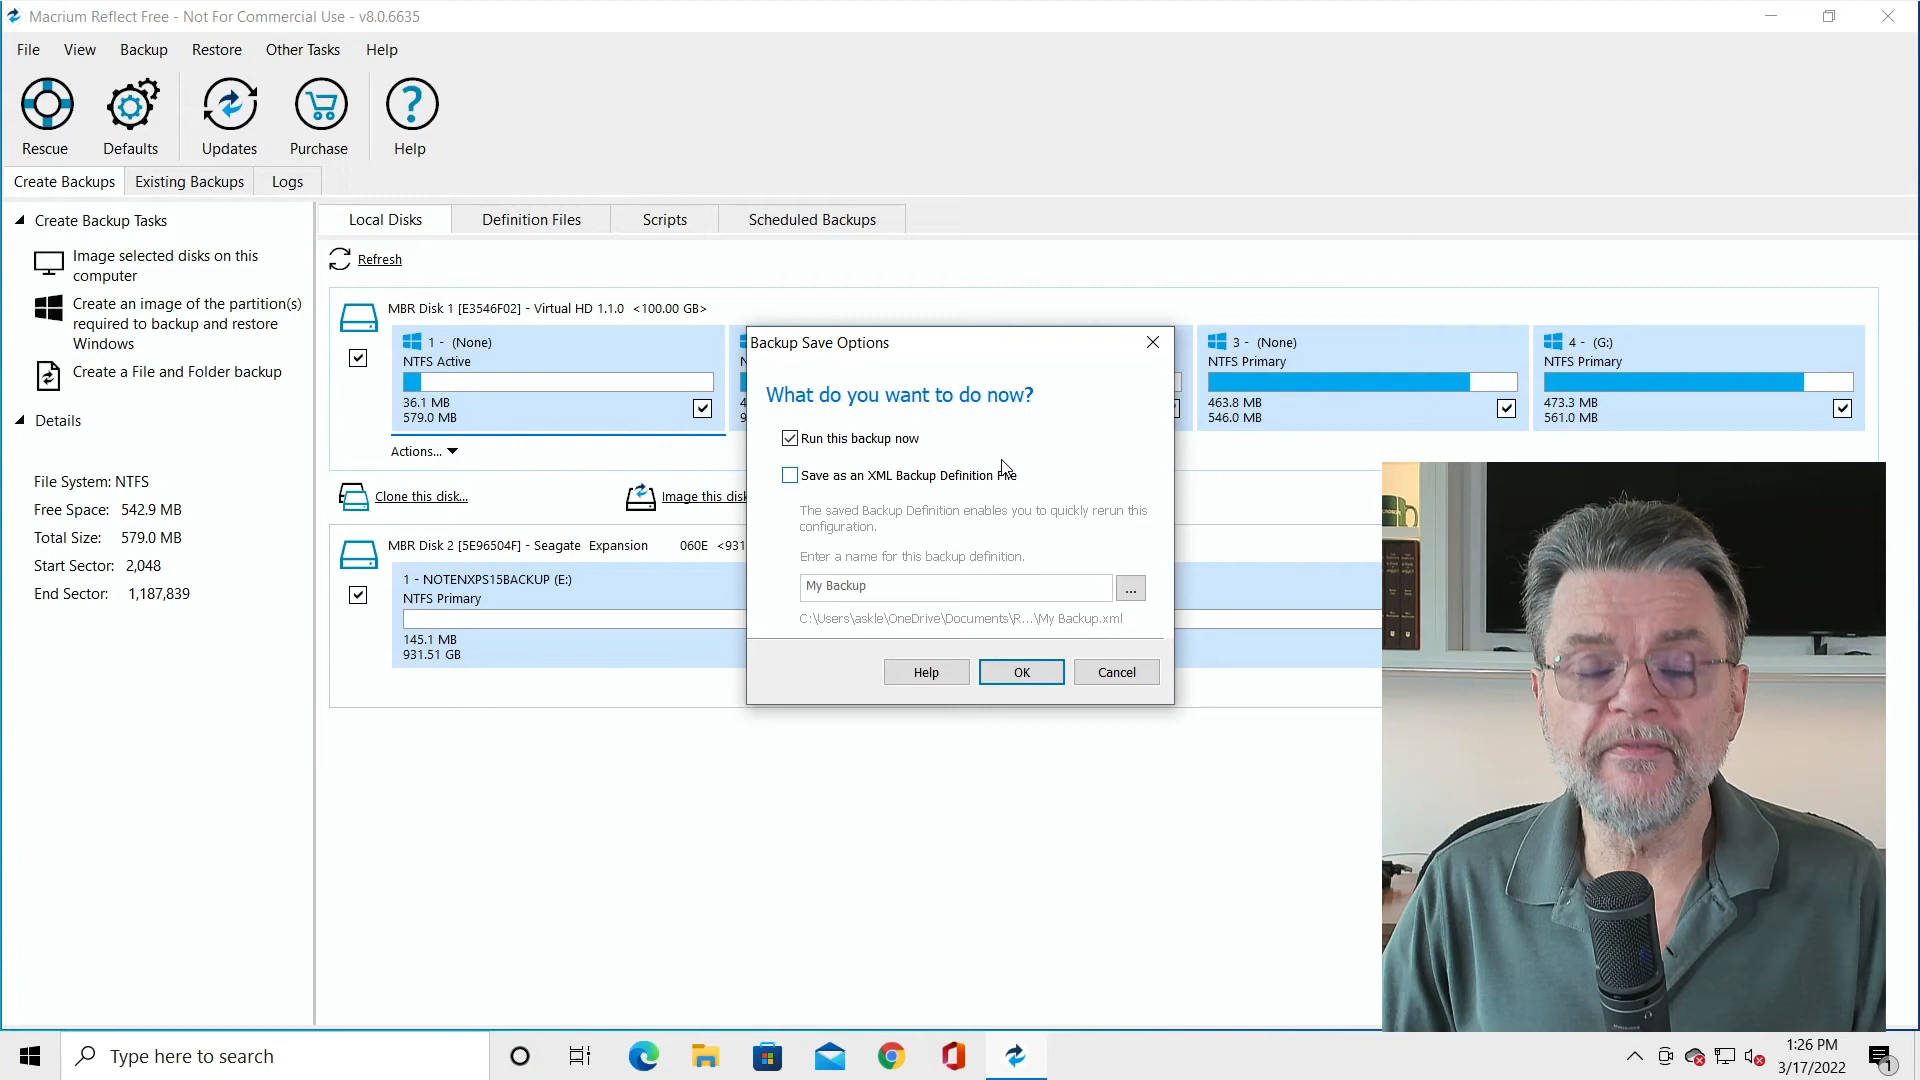 Macrium Reflect Free - Not For Commercial Use - v8.0.6635
File View Backup Restore Other Tasks Help
Rescue Defaults Updates Purchase Help
Create Backups Existing Backups Logs
Create Backup Tasks
Image selected disks on this
computer
Create an image of the partition(s)
required to backup and restore
Windows
Create a File and Folder backup
Details
File System: NTFS
Free Space: 542.9 MB
Total Size: 579.0 MB
Start Sector: 2,048
End Sector: 1,187,839
Local Disks Definition Files Scripts Scheduled Backups
Refresh
MBR Disk 1 [E3546F02] - Virtual HD 1.1.0 <100.00 GB>
1 - (None)
NTFS Active
36.1 MB
579.0 MB
3 - (None)
NTFS Primary
463.8 MB
546.0 MB
4 - (G:)
NTFS Primary
473.3 MB
561.0 MB
Actions...
Clone this disk... Image this disk
MBR Disk 2 [5E96504F] - Seagate Expansion 060E <931
1 - NOTENXPS15BACKUP (E:)
NTFS Primary
145.1 MB
931.51 GB
Backup Save Options
What do you want to do now?
Run this backup now
Save as an XML Backup Definition File
The saved Backup Definition enables you to quickly rerun this
configuration.
Enter a name for this backup definition.
My Backup
...
C:\Users\askle\OneDrive\Documents\R...\My Backup.xml
Help OK Cancel
Type here to search
1:26 PM
3/17/2022
1